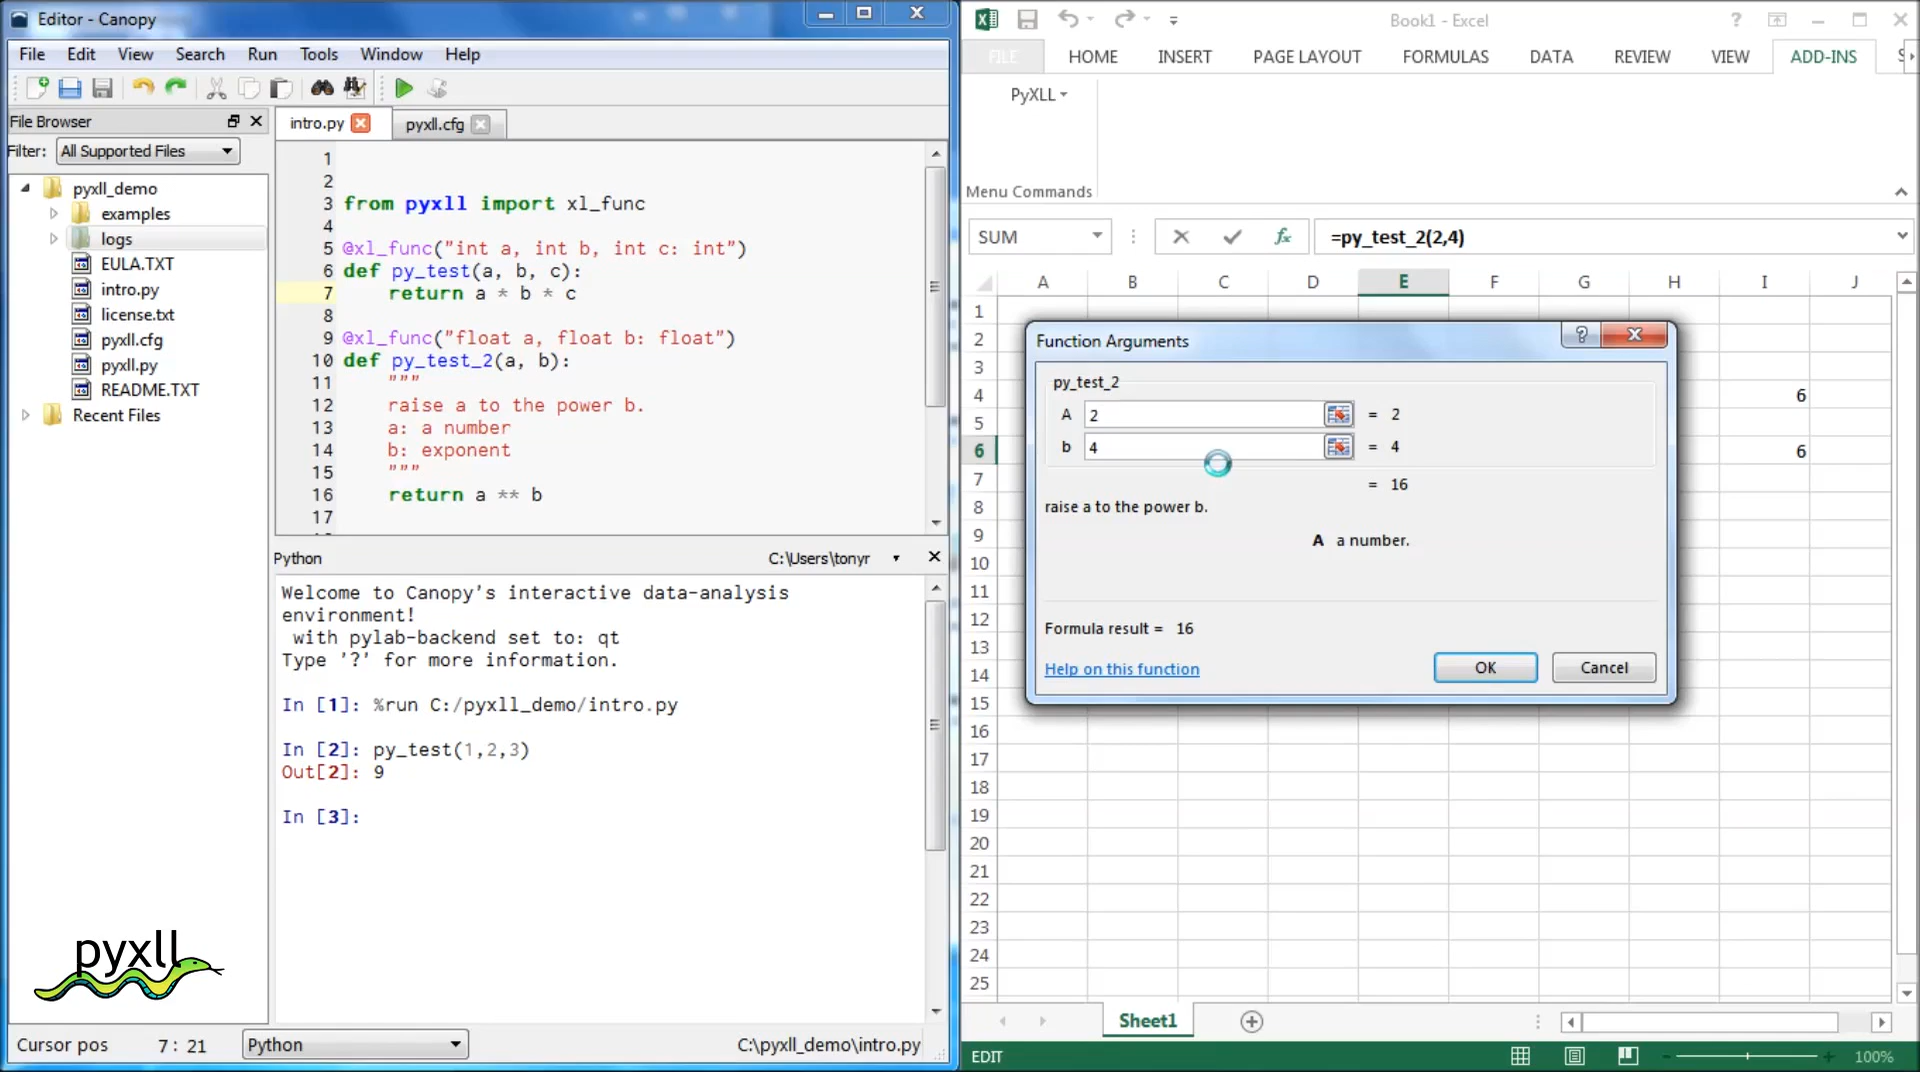 Editor - Canopy
File Edit View Search Run Tools Window Help
File Browser
Filter: All Supported Files
pyxll_demo
examples
logs
EULA.TXT
intro.py
license.txt
pyxll.cfg
pyxll.py
README.TXT
Recent Files
pyxll
intro.py pyxll.cfg
1
2
3 from pyxll import xl_func
4
5 @xl_func("int a, int b, int c: int")
6 def py_test(a, b, c):
7 return a * b * c
8
9 @xl_func("float a, float b: float")
10 def py_test_2(a, b):
11 """
12 raise a to the power b.
13 a: a number
14 b: exponent
15 """
16 return a ** b
17
Python C:\Users\tonyr
Welcome to Canopy's interactive data-analysis
environment!
with pylab-backend set to: qt
Type '?' for more information.
In [1]: %run C:/pyxll_demo/intro.py
In [2]: py_test(1,2,3)
Out[2]: 9
In [3]:
Cursor pos 7 : 21 Python C:\pyxll_demo\intro.py
Book1 - Excel
FILE HOME INSERT PAGE LAYOUT FORMULAS DATA REVIEW VIEW ADD-INS
PyXLL
Menu Commands
SUM fx =py_test_2(2,4)
A B C D E F G H I J
1
2
3
4 6
5
6 6
7
8
9
10
11
12
13
14
15
16
17
18
19
20
21
22
23
24
25
Function Arguments ?
py_test_2
A 2 = 2
b 4 = 4
= 16
raise a to the power b.
A a number.
Formula result = 16
Help on this function OK Cancel
Sheet1
EDIT 100%